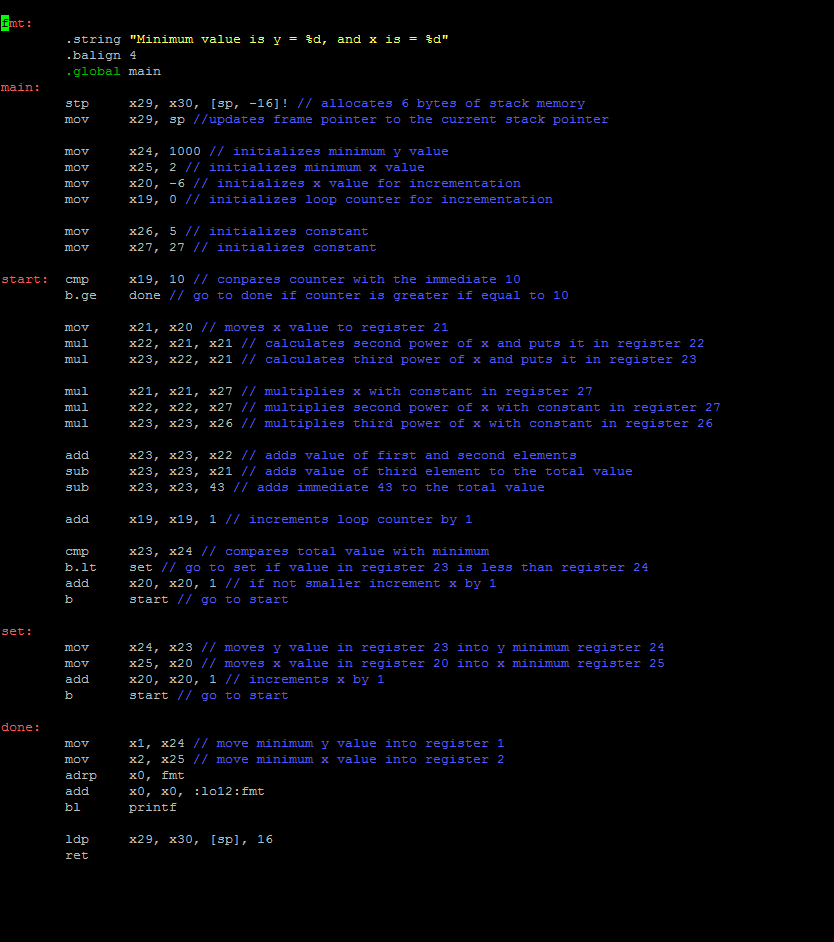 fmt:
.string "Minimum value is y = %d, and x is = %d"
.balign 4
.global main
main:
stp x29, x30, [sp, -16]! // allocates 6 bytes of stack memory
mov x29, sp //updates frame pointer to the current stack pointer
mov x24, 1000 // initializes minimum y value
mov x25, 2 // initializes minimum x value
mov x20, -6 // initializes x value for incrementation
mov x19, 0 // initializes loop counter for incrementation
mov x26, 5 // initializes constant
mov x27, 27 // initializes constant
start: cmp x19, 10 // conpares counter with the immediate 10
b.ge done // go to done if counter is greater if equal to 10
mov x21, x20 // moves x value to register 21
mul x22, x21, x21 // calculates second power of x and puts it in register 22
mul x23, x22, x21 // calculates third power of x and puts it in register 23
mul x21, x21, x27 // multiplies x with constant in register 27
mul x22, x22, x27 // multiplies second power of x with constant in register 27
mul x23, x23, x26 // multiplies third power of x with constant in register 26
add x23, x23, x22 // adds value of first and second elements
sub x23, x23, x21 // adds value of third element to the total value
sub x23, x23, 43 // adds immediate 43 to the total value
add x19, x19, 1 // increments loop counter by 1
cmp x23, x24 // compares total value with minimum
b.lt set // go to set if value in register 23 is less than register 24
add x20, x20, 1 // if not smaller increment x by 1
b start // go to start
set:
mov x24, x23 // moves y value in register 23 into y minimum register 24
mov x25, x20 // moves x value in register 20 into x minimum register 25
add x20, x20, 1 // increments x by 1
b start // go to start
done:
mov x1, x24 // move minimum y value into register 1
mov x2, x25 // move minimum x value into register 2
adrp x0, fmt
add x0, x0, :lo12:fmt
bl printf
ldp x29, x30, [sp], 16
ret